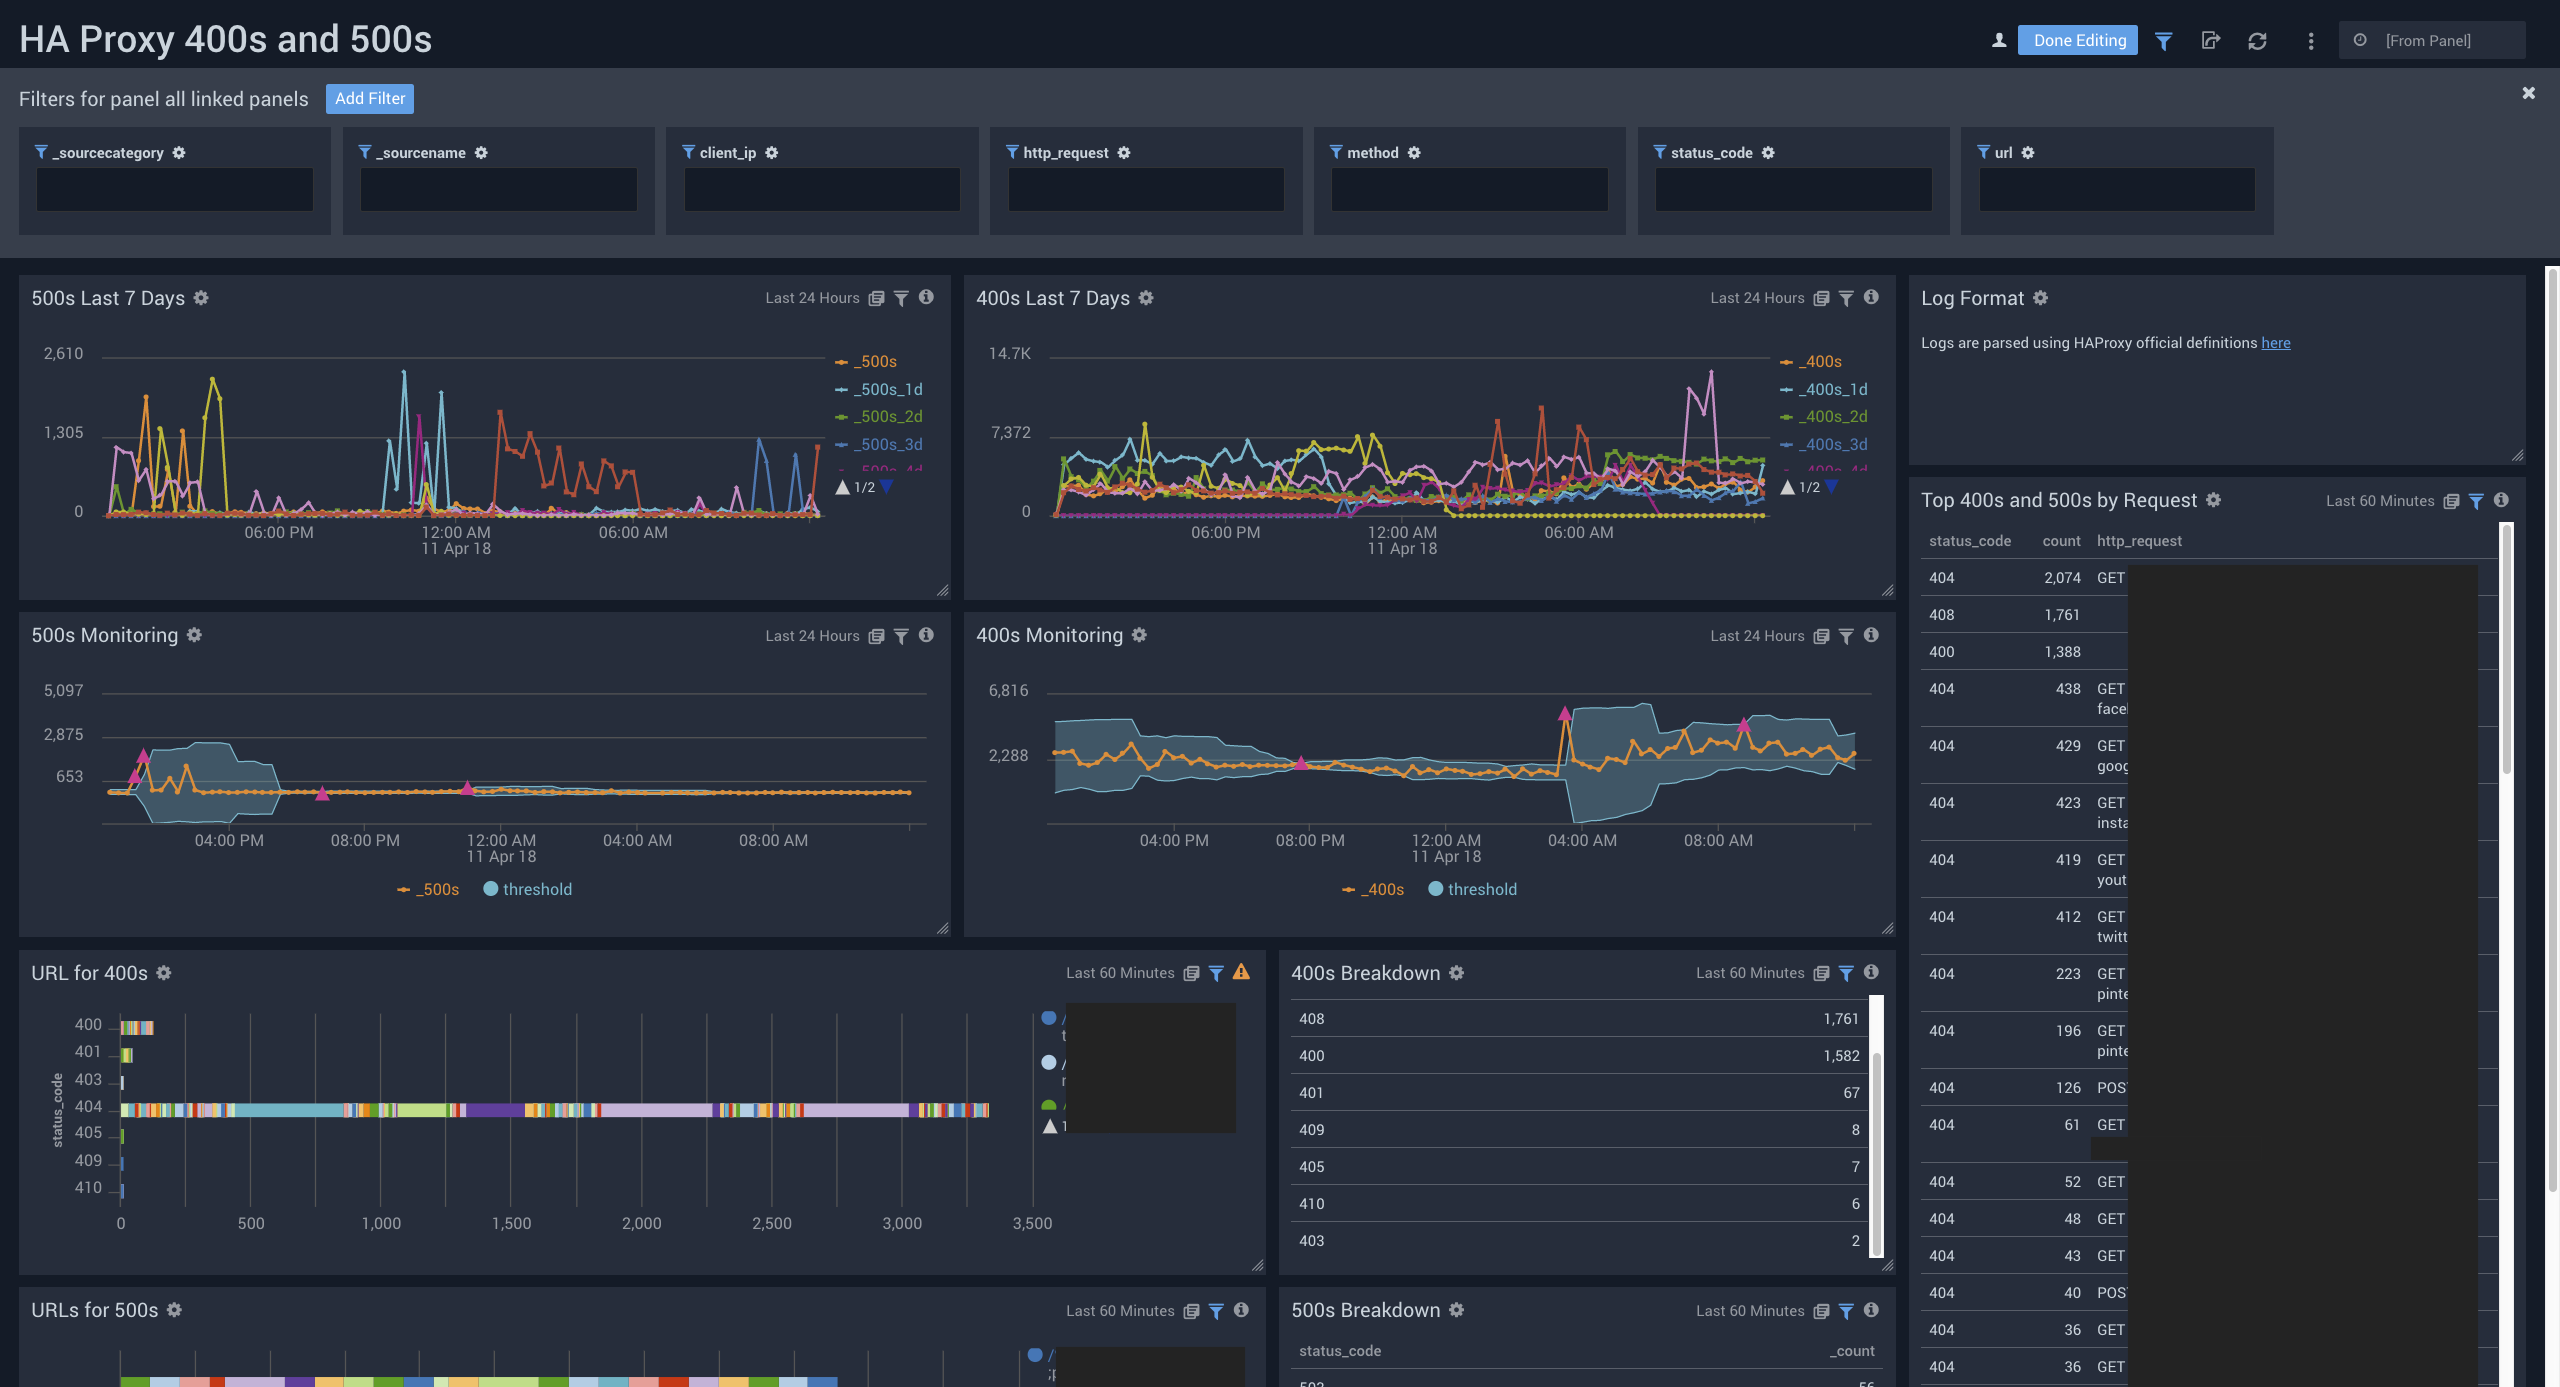 HA Proxy 400s and 500s
Done Editing
[From Panel]
Filters for panel all linked panels
Add Filter
_sourcecategory
_sourcename
client_ip
http_request
method
status_code
url
500s Last 7 Days
Last 24 Hours
2,610
1,305
0
06:00 PM
12:00 AM
11 Apr 18
06:00 AM
_500s
_500s_1d
_500s_2d
_500s_3d
_500s_4d
1/2
400s Last 7 Days
Last 24 Hours
14.7K
7,372
0
06:00 PM
12:00 AM
11 Apr 18
06:00 AM
_400s
_400s_1d
_400s_2d
_400s_3d
_400s_4d
1/2
Log Format
Logs are parsed using HAProxy official definitions here
500s Monitoring
Last 24 Hours
5,097
2,875
653
04:00 PM
08:00 PM
12:00 AM
11 Apr 18
04:00 AM
08:00 AM
_500s
threshold
400s Monitoring
Last 24 Hours
6,816
2,288
04:00 PM
08:00 PM
12:00 AM
11 Apr 18
04:00 AM
08:00 AM
_400s
threshold
Top 400s and 500s by Request
Last 60 Minutes
status_code count http_request
404 2,074 GET
408 1,761
400 1,388
404 438 GET
404 429 GET
goog
404 423 GET
insta
404 419 GET
yout
404 412 GET
twitt
404 223 GET
pinte
404 196 GET
pinte
404 126 POS
404 61 GET
404 52 GET
404 48 GET
404 43 GET
404 40 POS
404 36 GET
404 36 GET
URL for 400s
Last 60 Minutes
status_code
400
401
403
404
405
409
410
0
500
1,000
1,500
2,000
2,500
3,000
3,500
400s Breakdown
Last 60 Minutes
408 1,761
400 1,582
401 67
409 8
405 7
410 6
403 2
URLs for 500s
Last 60 Minutes
500s Breakdown
Last 60 Minutes
status_code _count